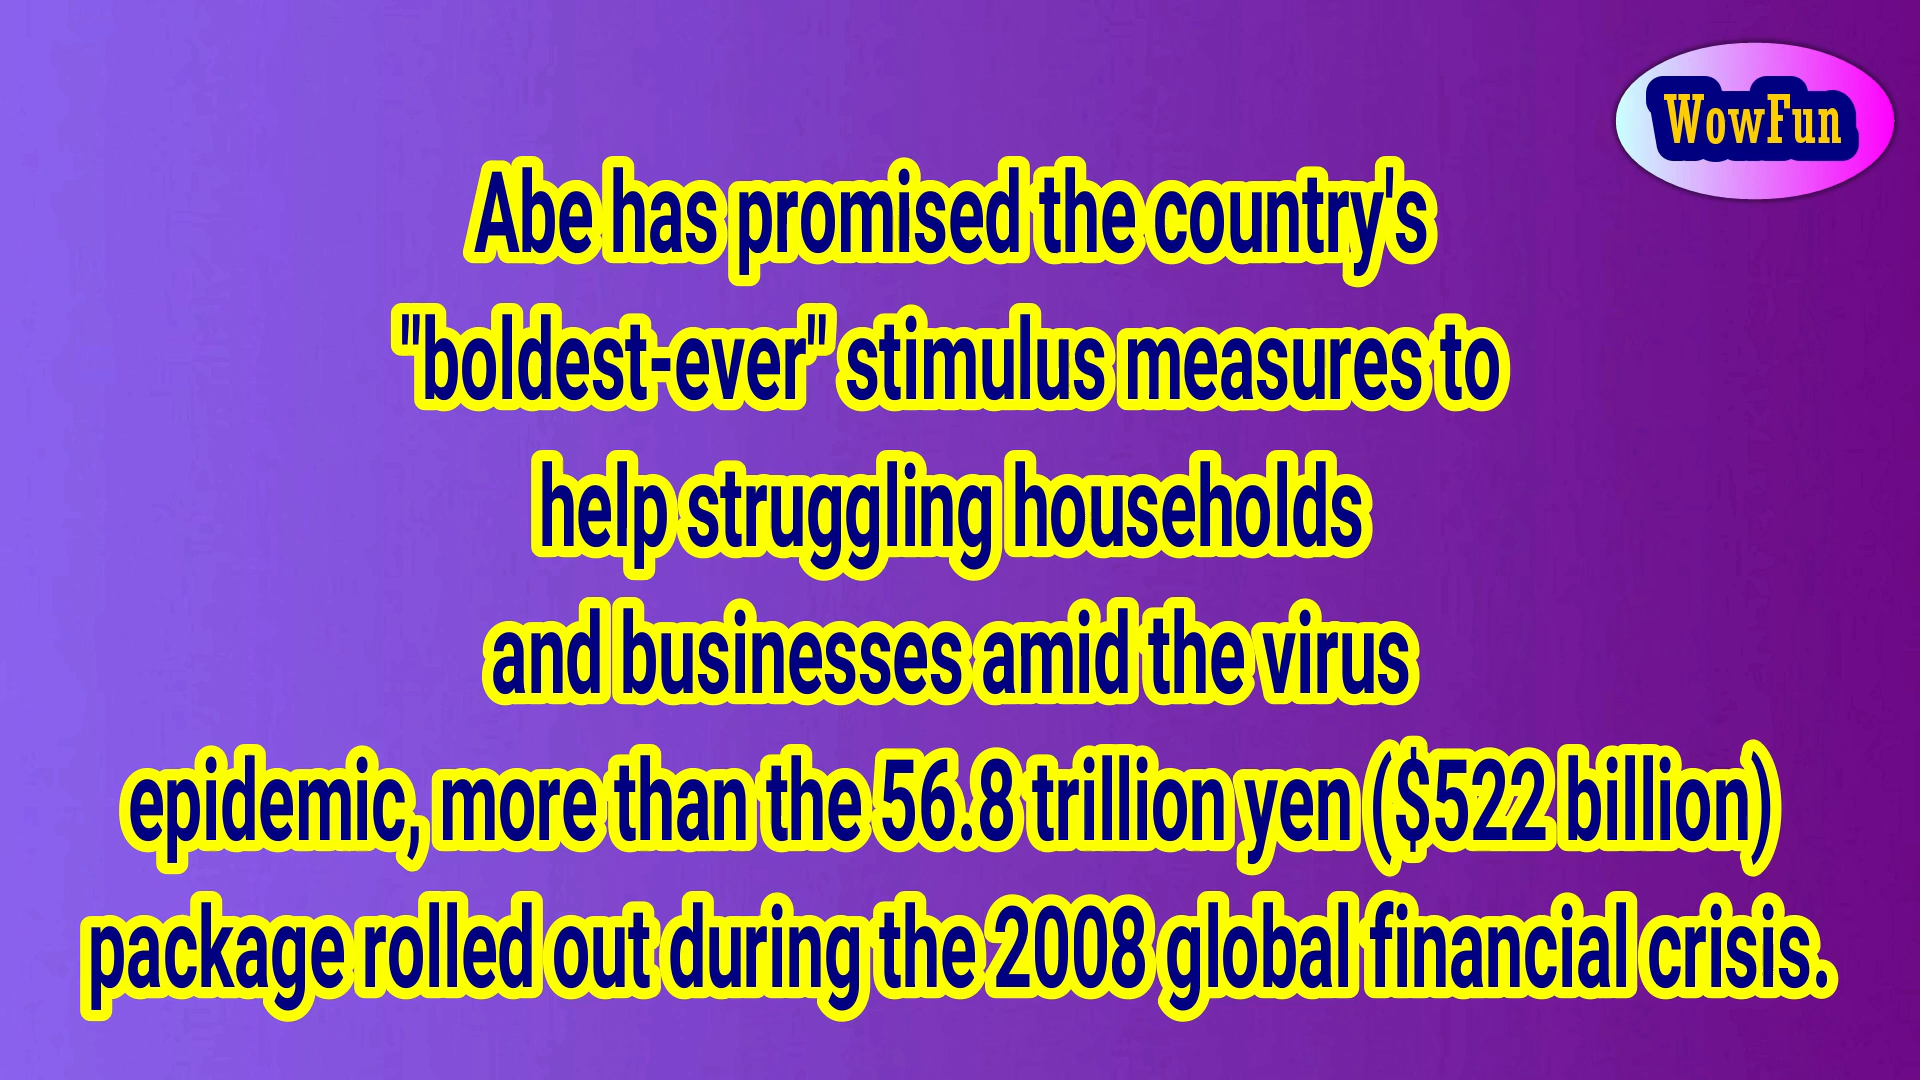 WowFun
Abe has promised the country's
"boldest-ever" stimulus measures to
help struggling households
and businesses amid the virus
epidemic, more than the 56.8 trillion yen ($522 billion)
package rolled out during the 2008 global financial crisis.